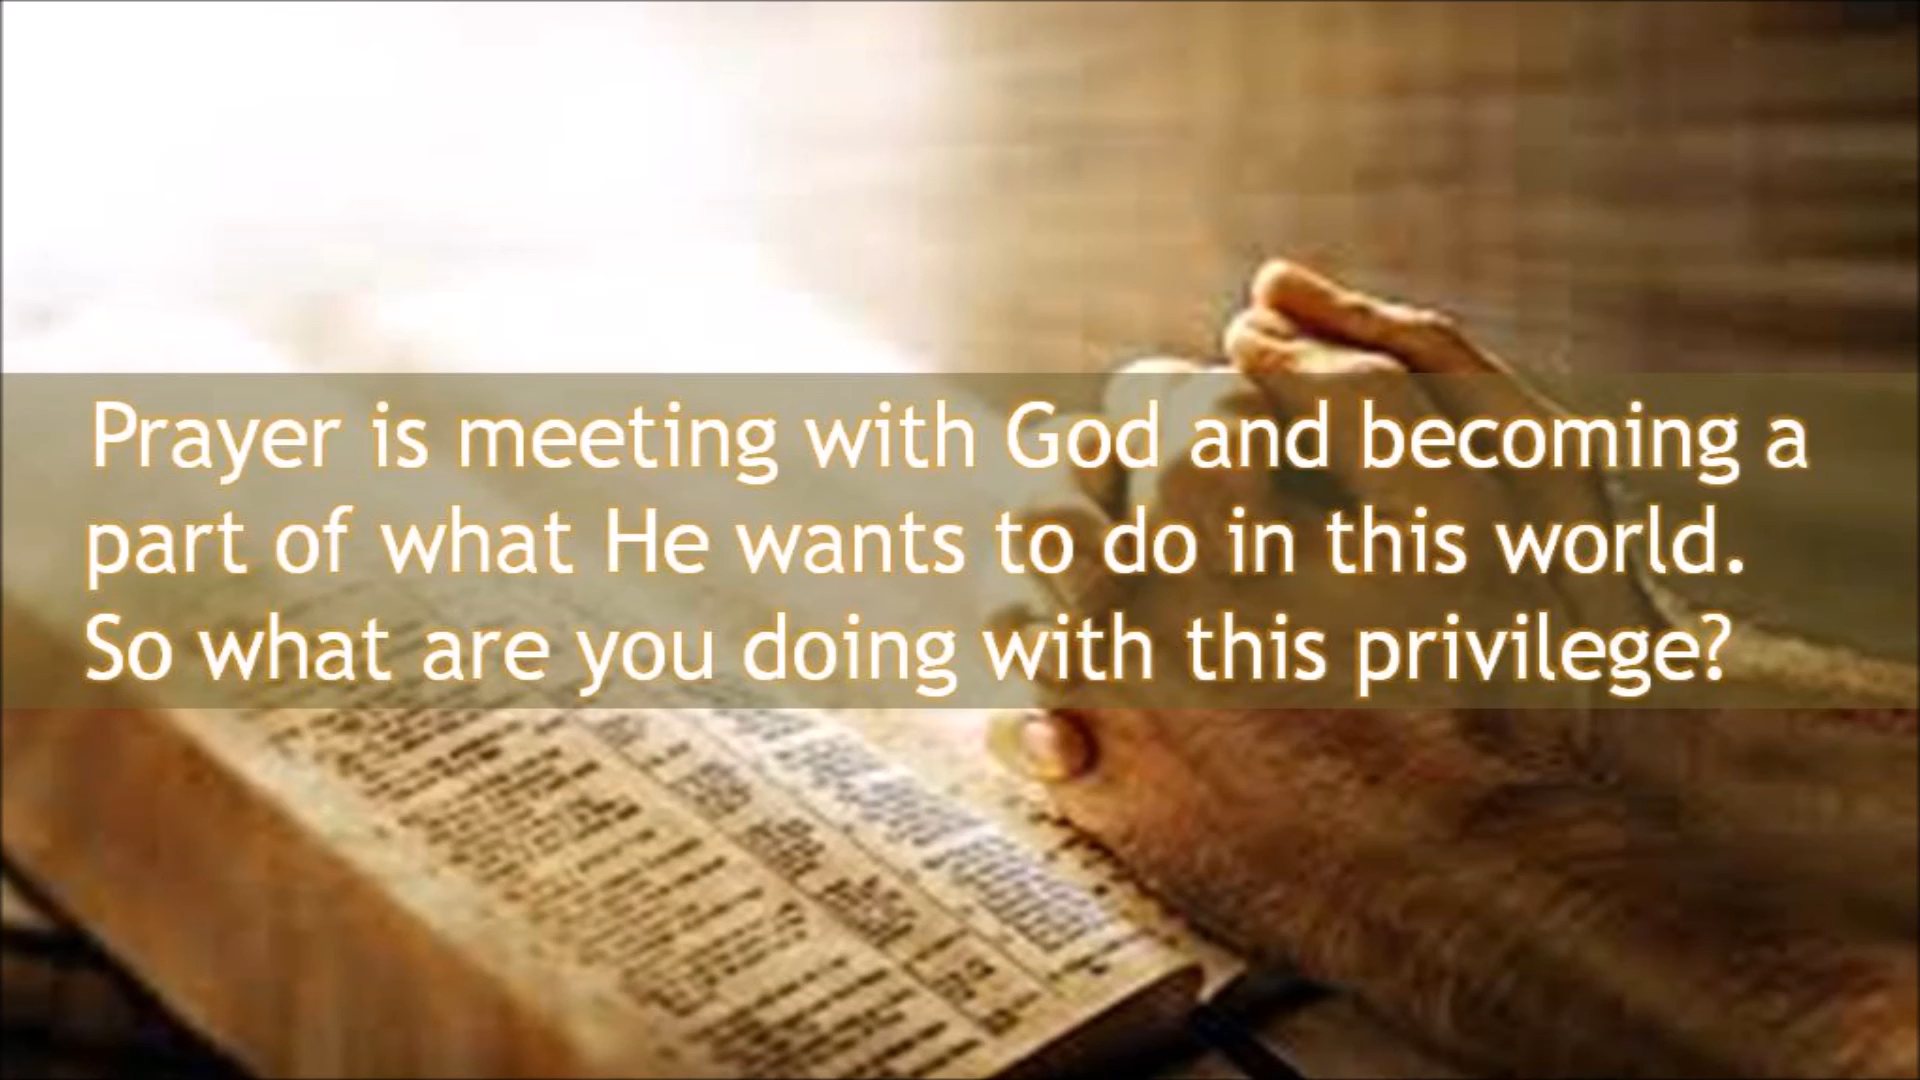 Prayer is meeting with God and becoming a
part of what He wants to do in this world.
So what are you doing with this privilege?